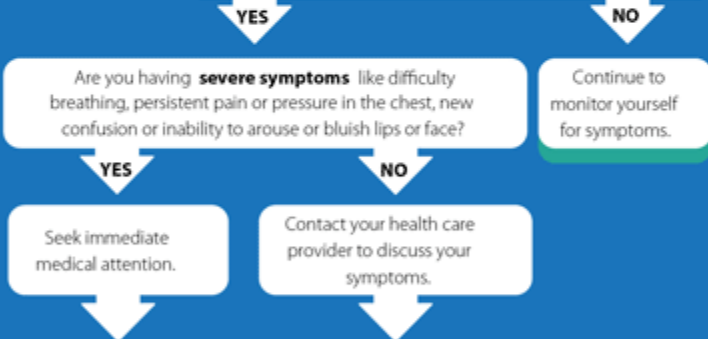 YES
NO
Are you having severe symptoms like difficulty
breathing, persistent pain or pressure in the chest, new
confusion or inability to arouse or bluish lips or face?
Continue to
monitor yourself
for symptoms.
YES
NO
Seek immediate
medical attention.
Contact your health care
provider to discuss your
symptoms.